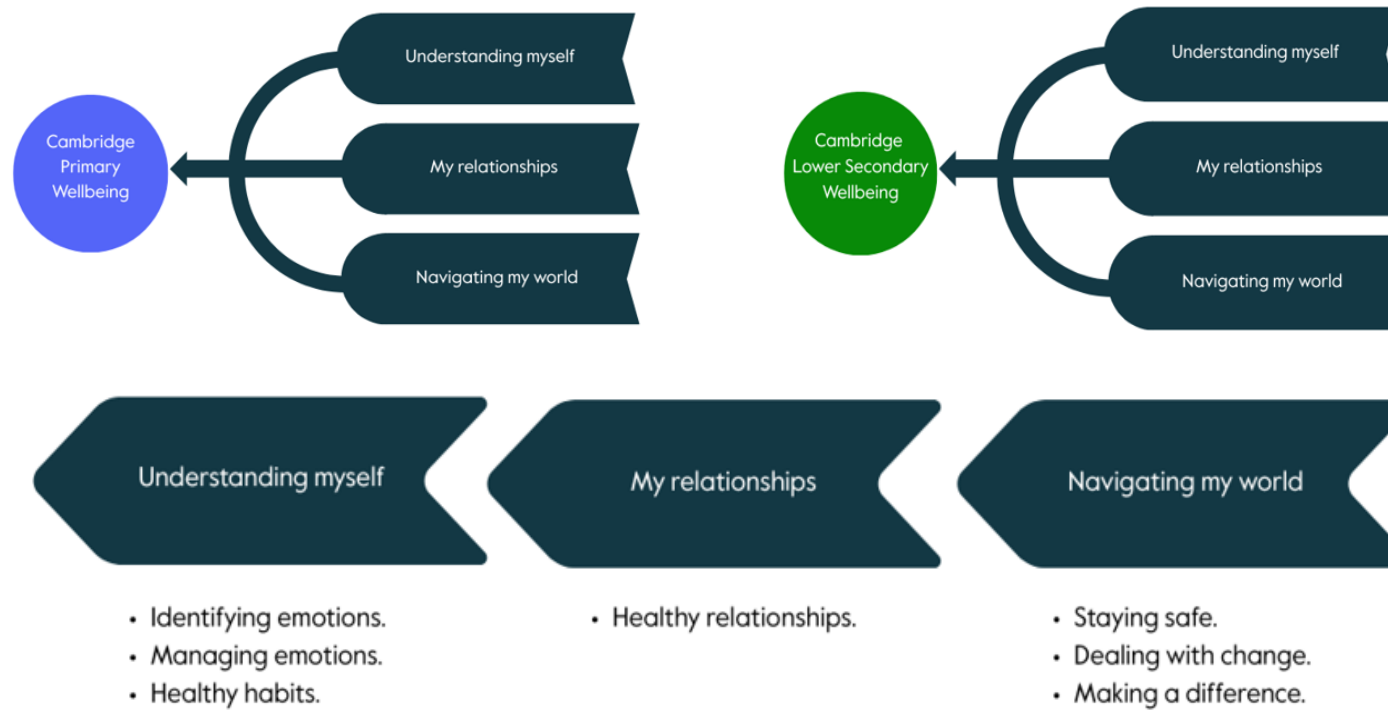 Understanding myself
Cambridge
Primary
Wellbeing
My relationships
Navigating my world
Understanding myself
Cambridge
Lower Secondary
Wellbeing
My relationships
Navigating my world
Understanding myself
• Identifying emotions.
• Managing emotions.
• Healthy habits.
My relationships
• Healthy relationships.
Navigating my world
• Staying safe.
• Dealing with change.
• Making a difference.